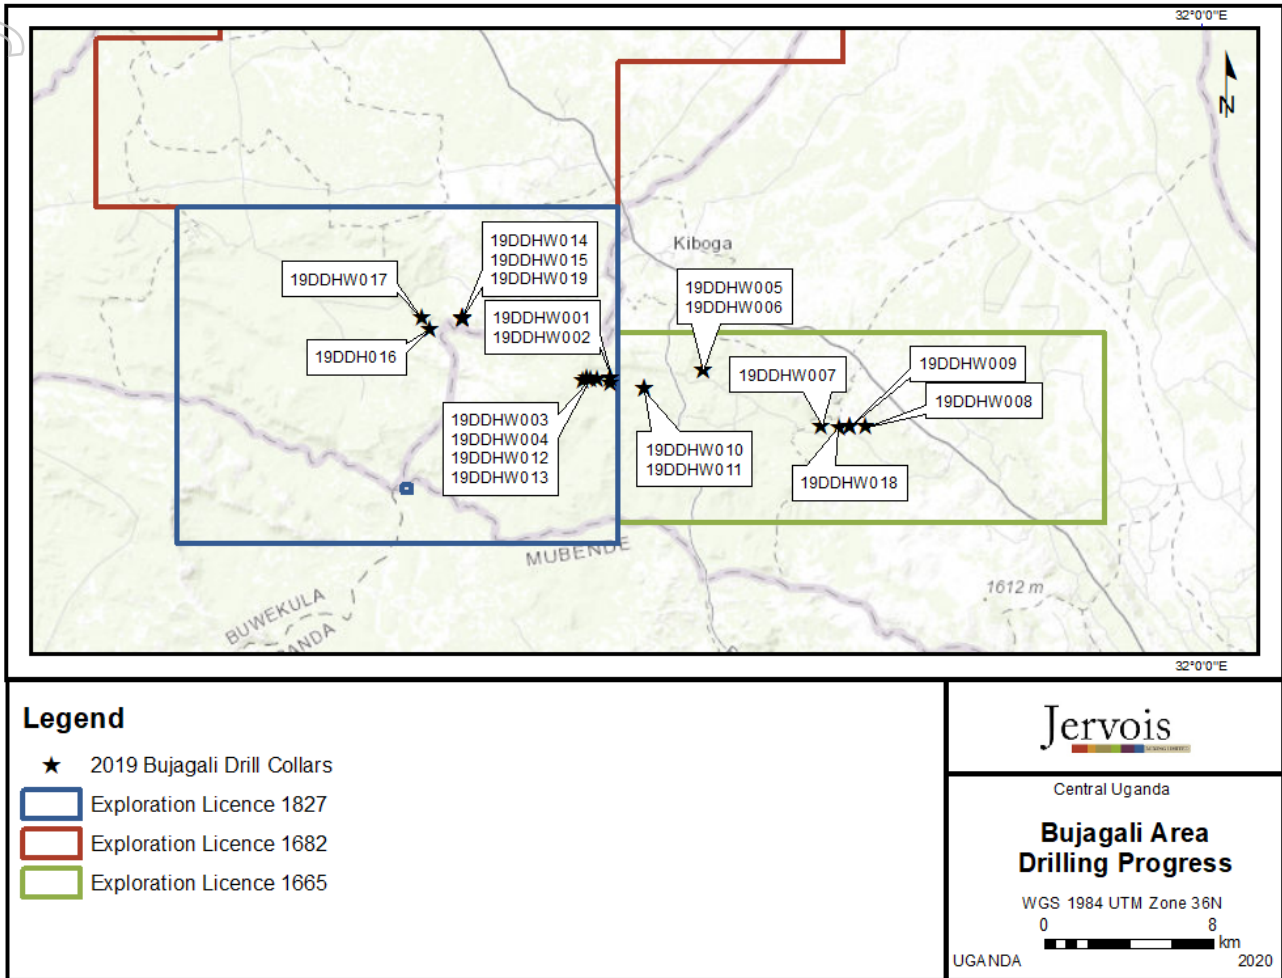 32°0'0"E
N
Kiboga
19DDHW014
19DDHW015
19DDHW019
19DDHW017
19DDHW001
19DDHW002
19DDH016
19DDHW005
19DDHW006
19DDHW007
19DDHW009
19DDHW008
19DDHW003
19DDHW004
19DDHW012
19DDHW013
19DDHW010
19DDHW011
19DDHW018
MUBENDE
1612 m
BUWEKULA
ANDA
32°0'0"E
Legend
2019 Bujagali Drill Collars
Exploration Licence 1827
Exploration Licence 1682
Exploration Licence 1665
Jervois
Central Uganda
Bujagali Area
Drilling Progress
WGS 1984 UTM Zone 36N
0 8
km
UGANDA 2020